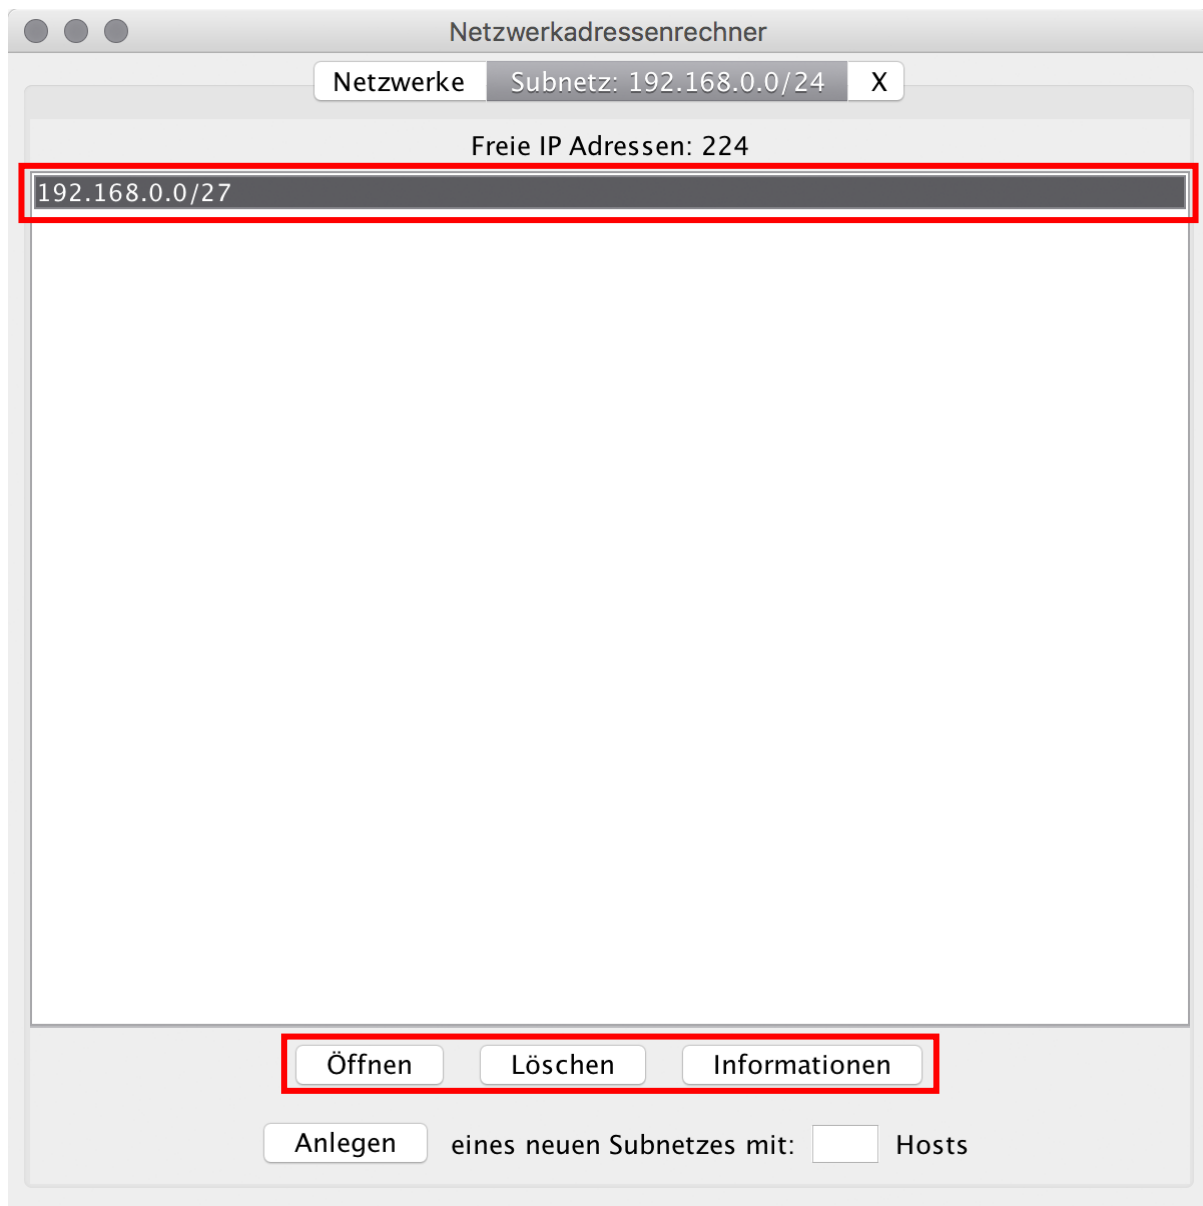 Netzwerkadressenrechner
Netzwerke Subnetz: 192.168.0.0/24 X
Freie IP Adressen: 224
192.168.0.0/27
Öffnen Löschen Informationen
Anlegen eines neuen Subnetzes mit: Hosts